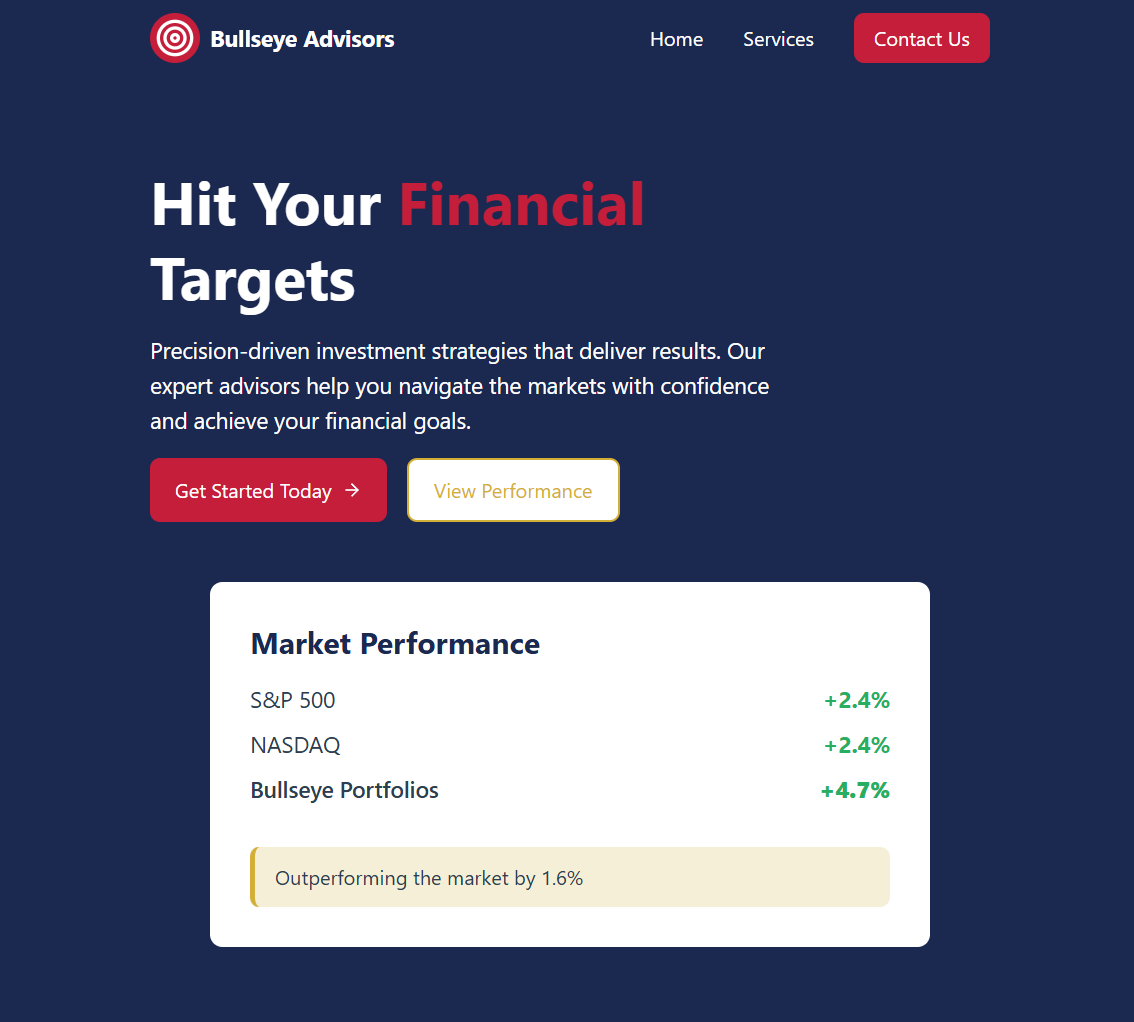 Bullseye Advisors
Home
Services
Contact Us
Hit Your Financial
Targets
Precision-driven investment strategies that deliver results. Our
expert advisors help you navigate the markets with confidence
and achieve your financial goals.
Get Started Today →
View Performance
Market Performance
S&P 500 +2.4%
NASDAQ +2.4%
Bullseye Portfolios +4.7%
Outperforming the market by 1.6%